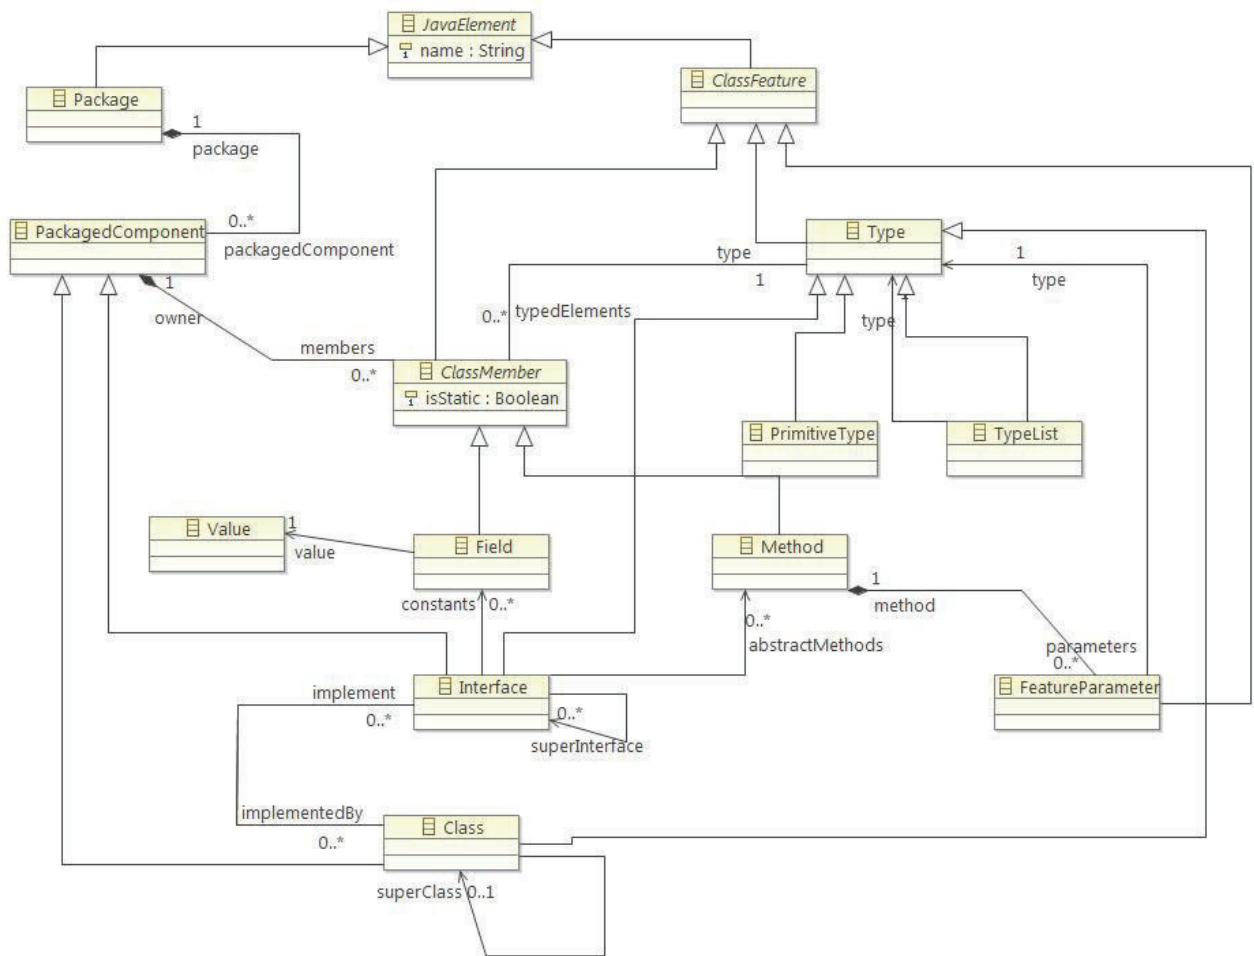 JavaElement
name : String
ClassFeature
Package
1
package
0..*
packagedComponent
PackagedComponent
1
owner
members
0..*
Type
type
1
0..*
typedElements
1
type
type
1
ClassMember
isStatic : Boolean
PrimitiveType
TypeList
Value
1
value
Field
Method
1
method
constants
0..*
0..*
abstractMethods
parameters
0..*
implement
0..*
Interface
0..*
superInterface
FeatureParameter
implementedBy
0..*
Class
superClass
0..1